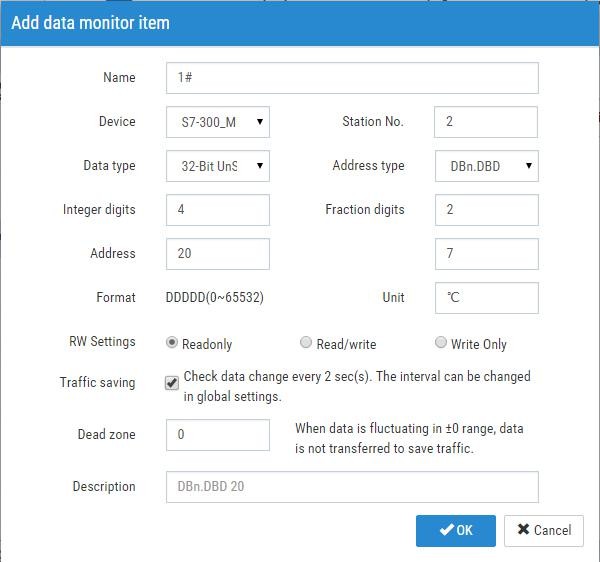 Add data monitor item
Name 1#
Device S7-300_M Station No. 2
Data type 32-Bit UnS Address type DBn.DBD
Integer digits 4 Fraction digits 2
Address 20 7
Format DDDDD(0~65532) Unit ℃
RW Settings Readonly Read/write Write Only
Traffic saving Check data change every 2 sec(s). The interval can be changed
in global settings.
Dead zone 0 When data is fluctuating in ±0 range, data
is not transferred to save traffic.
Description DBn.DBD 20
OK Cancel